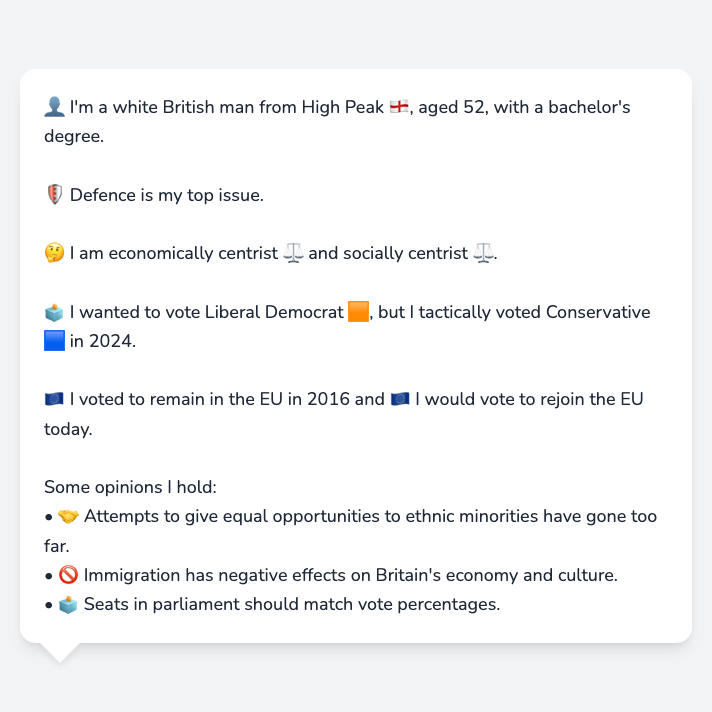 👤 I'm a white British man from High Peak 🏴󠁧󠁢󠁥󠁮󠁧󠁿, aged 52, with a bachelor's
degree.
🛡️ Defence is my top issue.
🤔 I am economically centrist ⚖️ and socially centrist ⚖️.
🗳️ I wanted to vote Liberal Democrat 🟧, but I tactically voted Conservative
🟦 in 2024.
🇪🇺 I voted to remain in the EU in 2016 and 🇪🇺 I would vote to rejoin the EU
today.
Some opinions I hold:
• 🤝 Attempts to give equal opportunities to ethnic minorities have gone too
far.
• 🚫 Immigration has negative effects on Britain's economy and culture.
• 🗳️ Seats in parliament should match vote percentages.